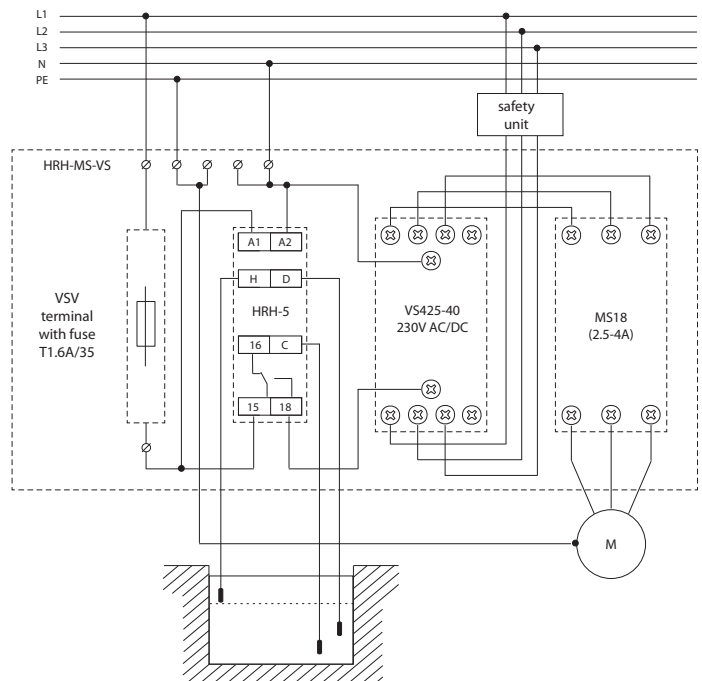 L1
L2
L3
N
PE
safety
unit
HRH-MS-VS
A1 A2
H D
HRH-5
16 C
15 18
VSV
terminal
with fuse
T1.6A/35
VS425-40
230V AC/DC
MS18
(2.5-4A)
M